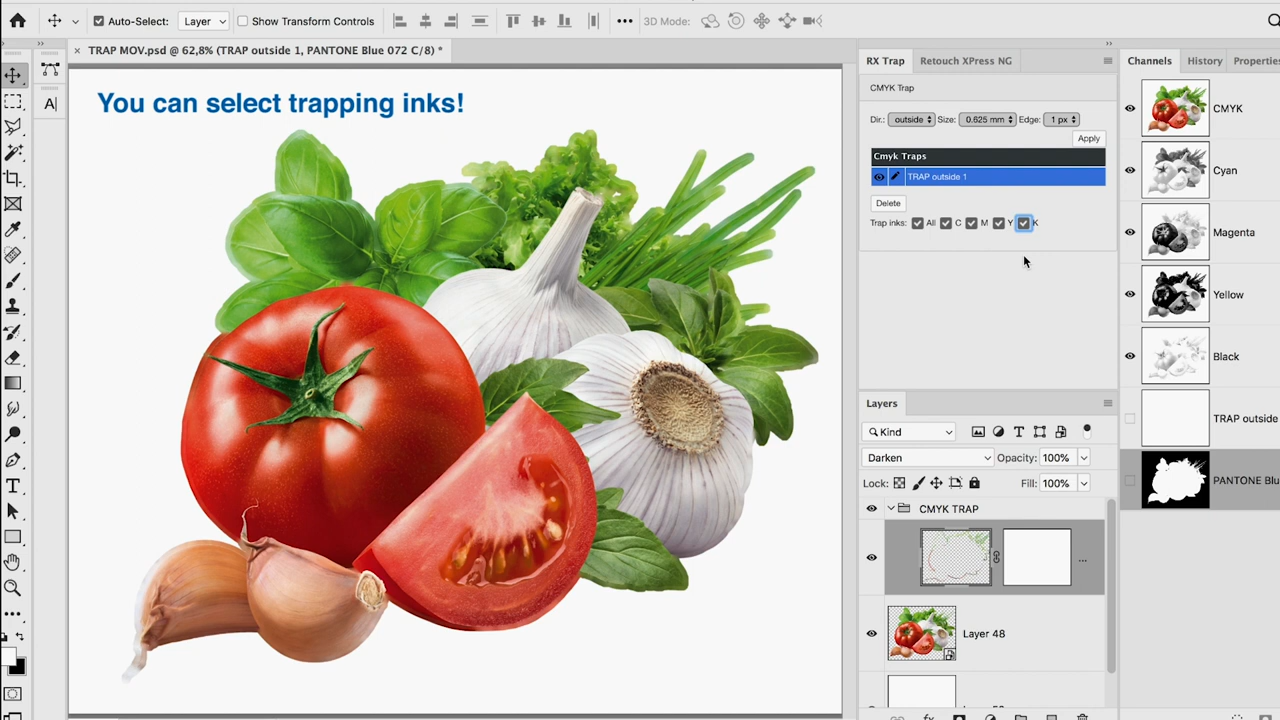 Auto-Select: Layer Show Transform Controls 3D Mode:
TRAP MOV.psd @ 62,8% (TRAP outside 1, PANTONE Blue 072 C/8) *
You can select trapping inks!
RX Trap Retouch XPress NG
CMYK Trap
Dir.: outside Size: 0.625 mm Edge: 1 px
Apply
Cmyk Traps
TRAP outside 1
Delete
Trap inks: All C M Y K
Layers
Kind
Darken Opacity: 100%
Lock: Fill: 100%
CMYK TRAP
...
Layer 48
Channels History Properties
CMYK
Cyan
Magenta
Yellow
Black
TRAP outside
PANTONE Blu